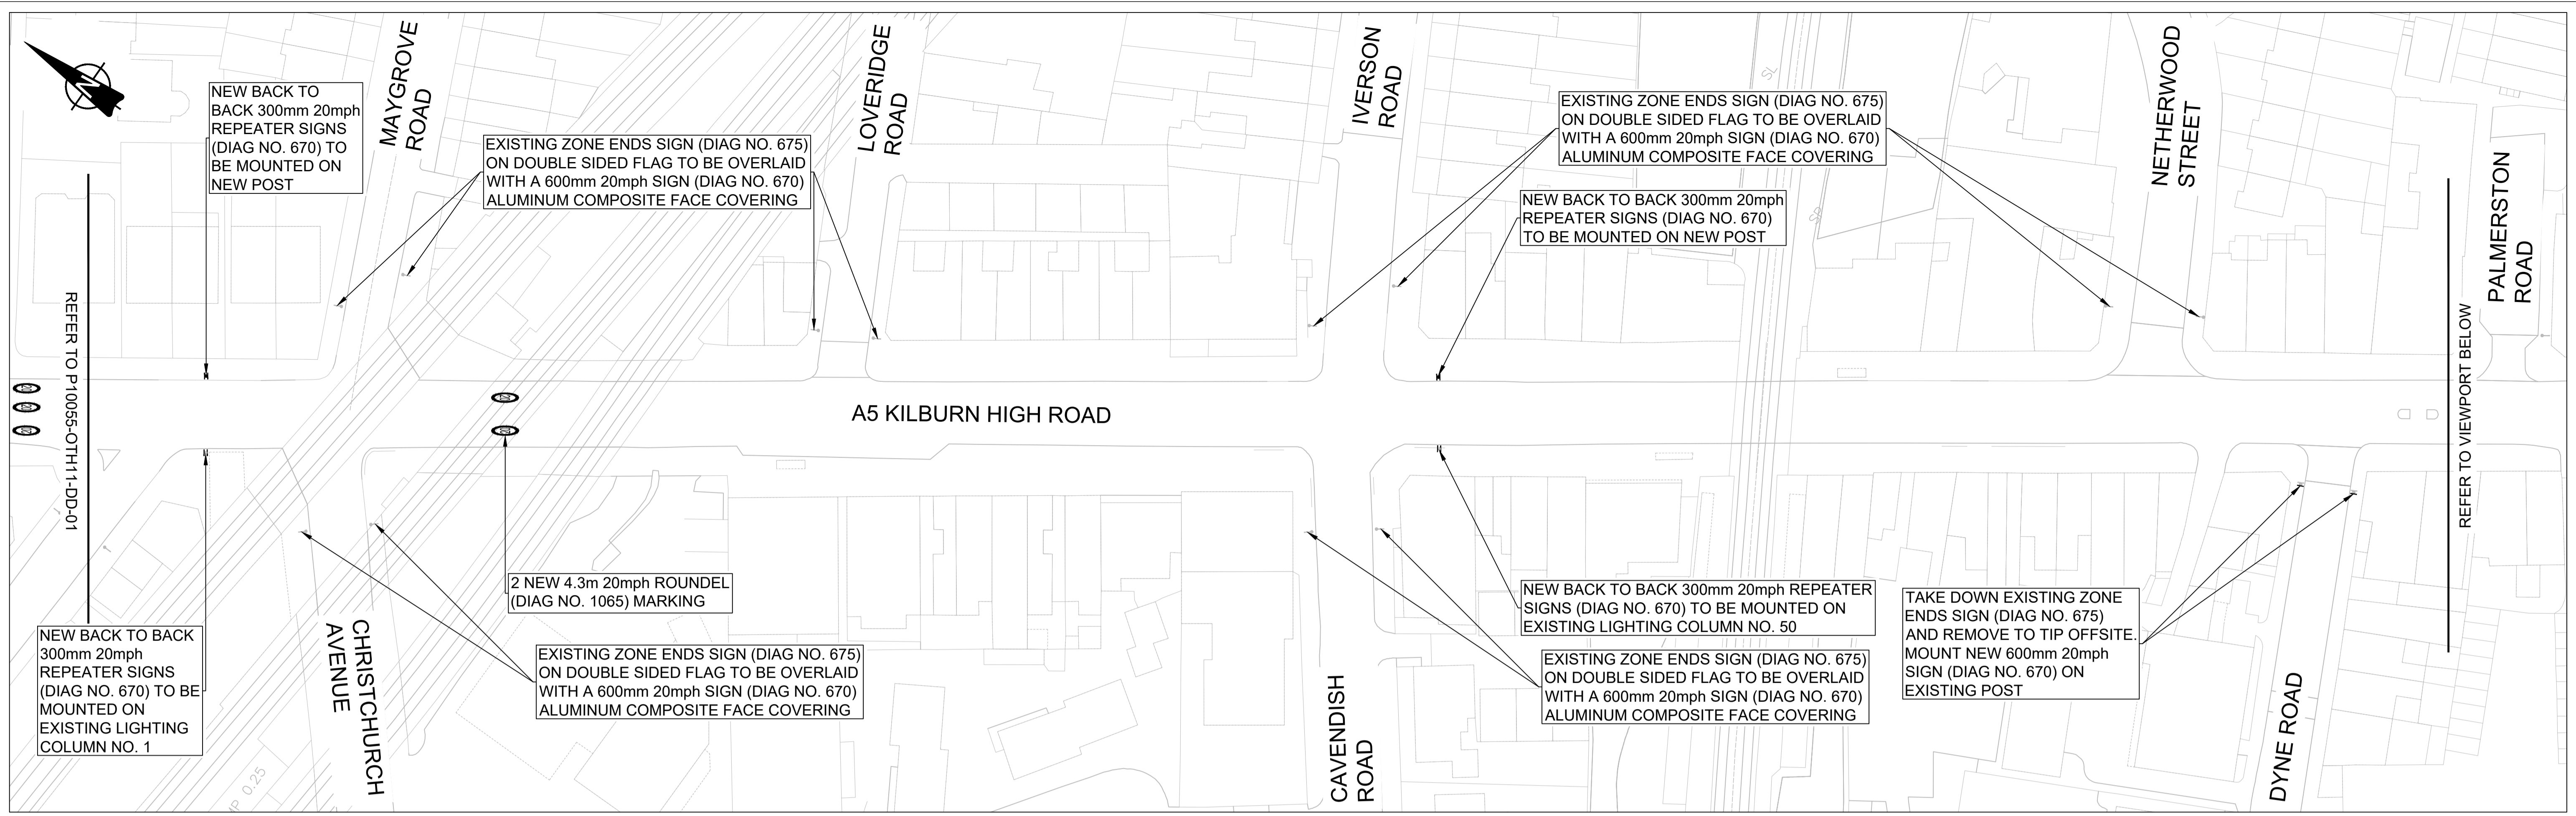 MAYGROVE
ROAD
LOVERIDGE
ROAD
IVERSON
ROAD
NETHERWOOD
STREET
PALMERSTON
ROAD
N
NEW BACK TO
BACK 300mm 20mph
REPEATER SIGNS
(DIAG NO. 670) TO
BE MOUNTED ON
NEW POST
EXISTING ZONE ENDS SIGN (DIAG NO. 675)
ON DOUBLE SIDED FLAG TO BE OVERLAID
WITH A 600mm 20mph SIGN (DIAG NO. 670)
ALUMINUM COMPOSITE FACE COVERING
EXISTING ZONE ENDS SIGN (DIAG NO. 675)
ON DOUBLE SIDED FLAG TO BE OVERLAID
WITH A 600mm 20mph SIGN (DIAG NO. 670)
ALUMINUM COMPOSITE FACE COVERING
NEW BACK TO BACK 300mm 20mph
REPEATER SIGNS (DIAG NO. 670)
TO BE MOUNTED ON NEW POST
SL
SP
REFER TO P100055-OTH11-DD-01
A5 KILBURN HIGH ROAD
REFER TO VIEWPORT BELOW
2 NEW 4.3m 20mph ROUNDEL
(DIAG NO. 1065) MARKING
NEW BACK TO BACK
300mm 20mph
REPEATER SIGNS
(DIAG NO. 670) TO BE
MOUNTED ON
EXISTING LIGHTING
COLUMN NO. 1
EXISTING ZONE ENDS SIGN (DIAG NO. 675)
ON DOUBLE SIDED FLAG TO BE OVERLAID
WITH A 600mm 20mph SIGN (DIAG NO. 670)
ALUMINUM COMPOSITE FACE COVERING
NEW BACK TO BACK 300mm 20mph REPEATER
SIGNS (DIAG NO. 670) TO BE MOUNTED ON
EXISTING LIGHTING COLUMN NO. 50
EXISTING ZONE ENDS SIGN (DIAG NO. 675)
ON DOUBLE SIDED FLAG TO BE OVERLAID
WITH A 600mm 20mph SIGN (DIAG NO. 670)
ALUMINUM COMPOSITE FACE COVERING
TAKE DOWN EXISTING ZONE
ENDS SIGN (DIAG NO. 675)
AND REMOVE TO TIP OFFSITE.
MOUNT NEW 600mm 20mph
SIGN (DIAG NO. 670) ON
EXISTING POST
CHRISTCHURCH
AVENUE
CAVENDISH
ROAD
DYNE ROAD
0.25